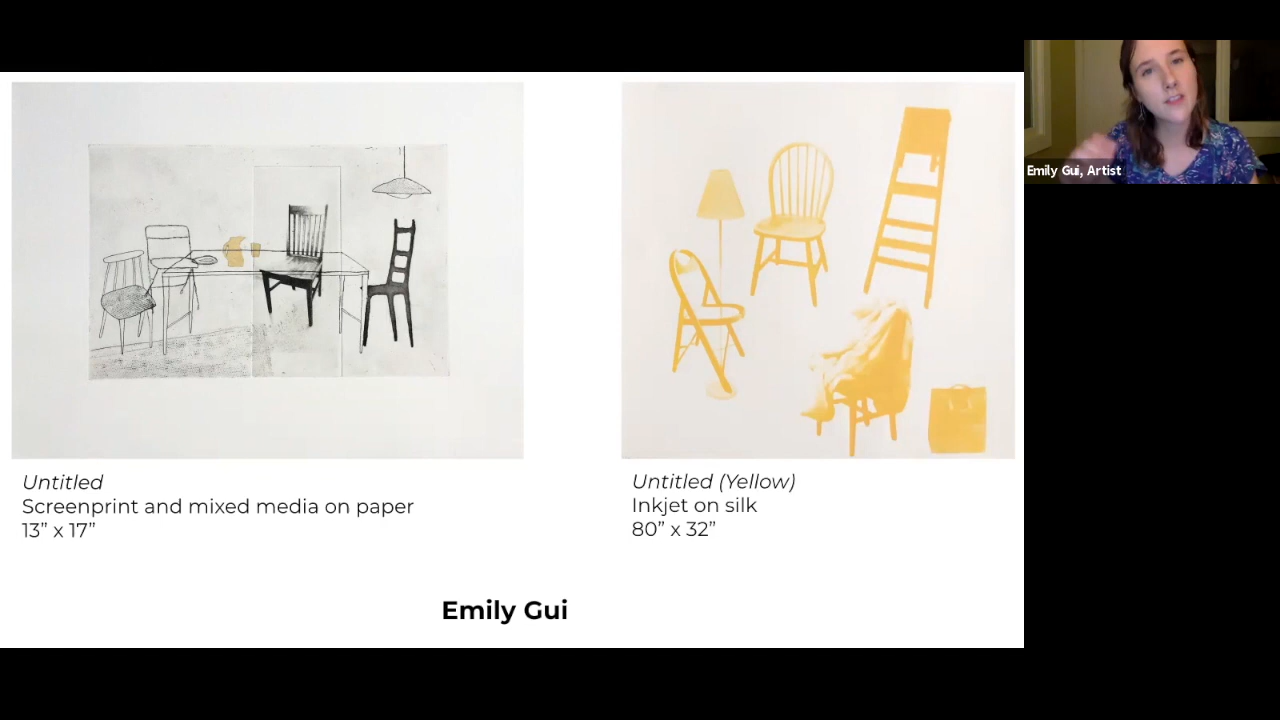 Emily Gui, Artist
Untitled
Screenprint and mixed media on paper
13” x 17”
Untitled (Yellow)
Inkjet on silk
80” x 32”
Emily Gui